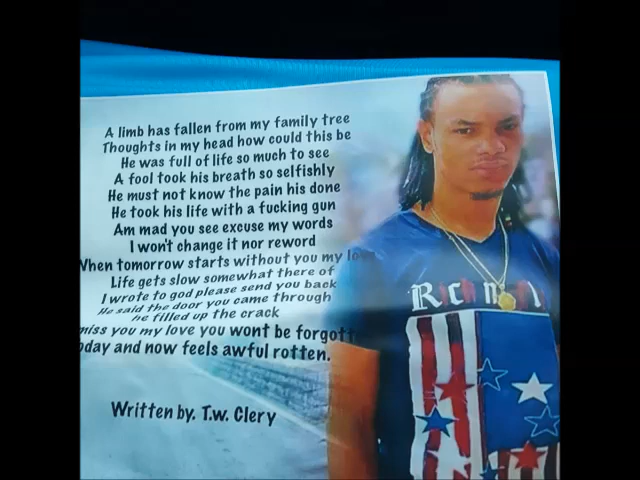 A limb has fallen from my family tree
Thoughts in my head how could this be
He was full of life so much to see
A fool took his breath so selfishly
He must not know the pain his done
He took his life with a fucking gun
Am mad you see excuse my words
I won't change it nor reword
When tomorrow starts without you my
Life gets slow somewhat there of
I wrote to god please send you back
He said the door you came through
he filled up the crack
miss you my love you wont be forgott
oday and now feels awful rotten.
Written by. T.w. Clery